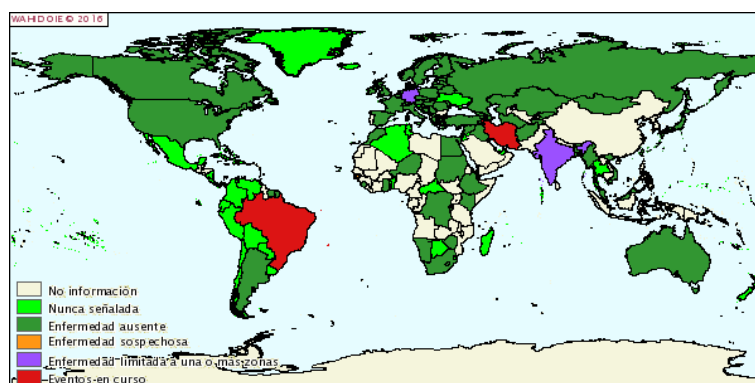 WAHID OIE © 2016
No información
Nunca señalada
Enfermedad ausente
Enfermedad sospechosa
Enfermedad limitada a una o más zonas
Eventos en curso